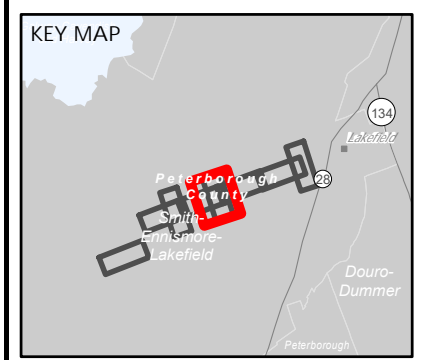 KEY MAP
134
Lakefield
Peterborough
County
28
Smith-
Ennismore-
Lakefield
Douro-
Dummer
Peterborough